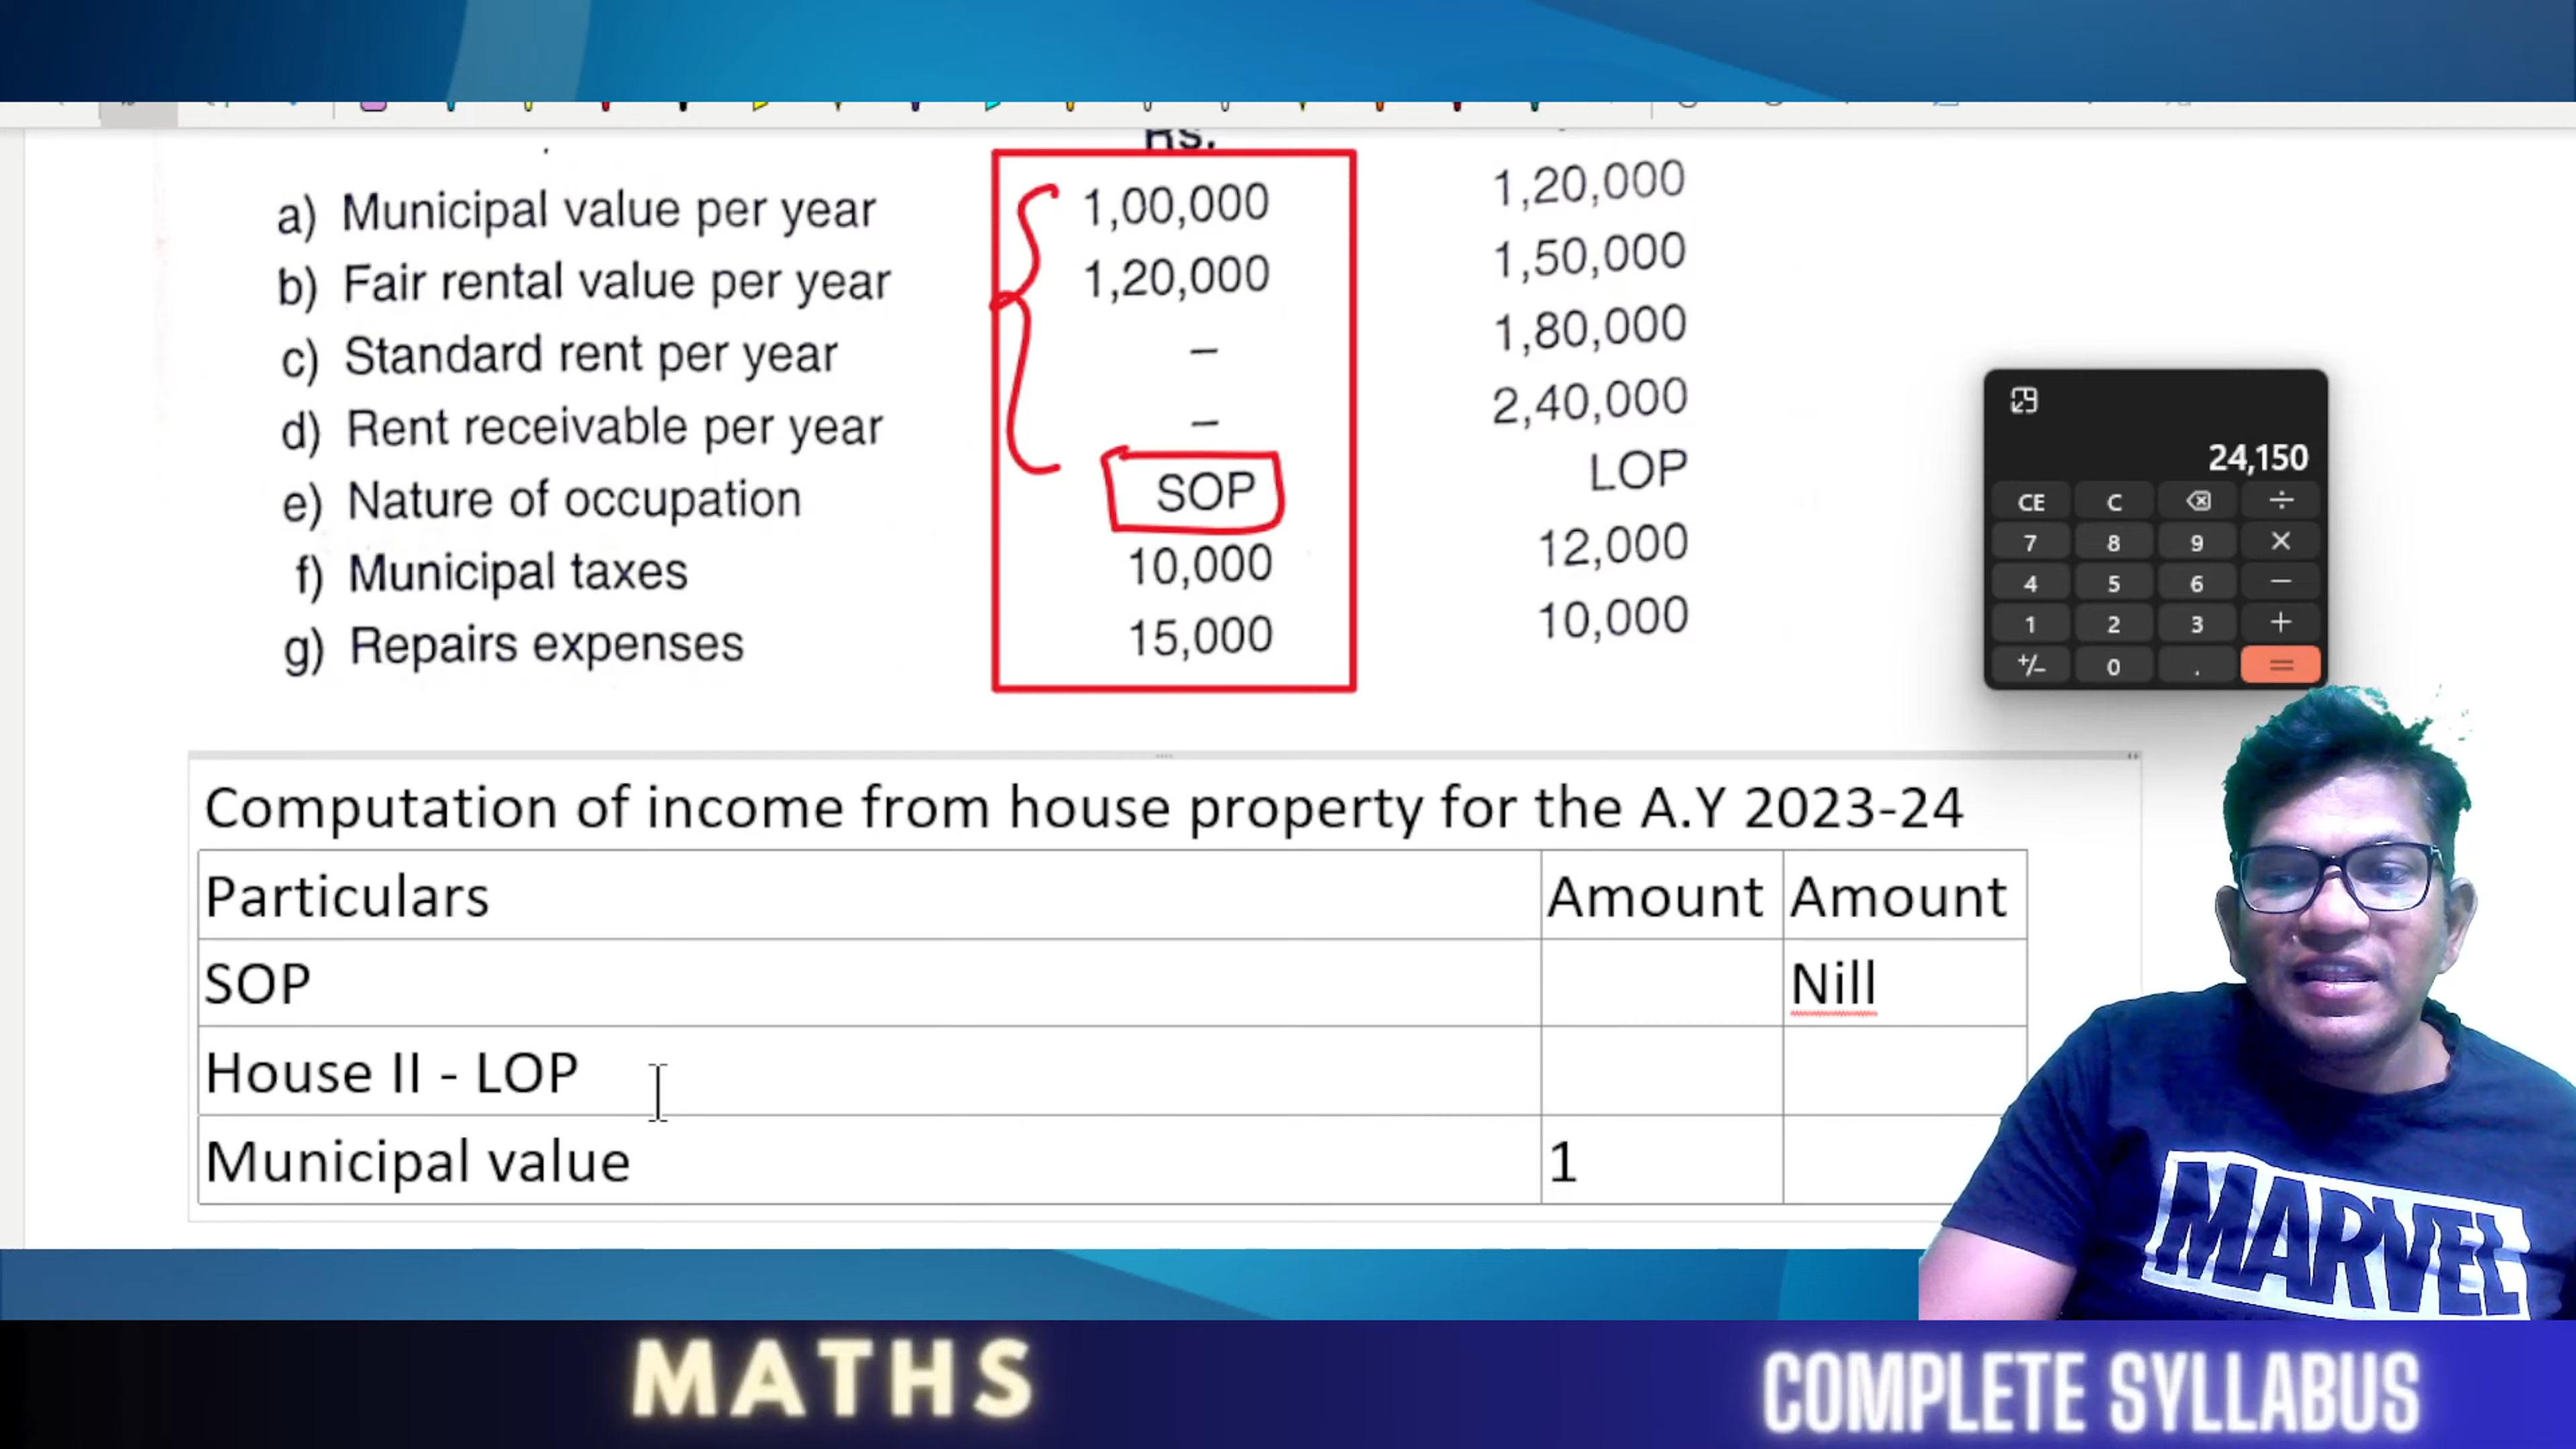 Rs.
a) Municipal value per year 1,00,000 1,20,000
b) Fair rental value per year 1,20,000 1,50,000
c) Standard rent per year – 1,80,000
d) Rent receivable per year – 2,40,000
e) Nature of occupation SOP LOP
f) Municipal taxes 10,000 12,000
g) Repairs expenses 15,000 10,000
24,150
CE C ÷
7 8 9 ×
4 5 6 −
1 2 3 +
+/− 0 . =
Computation of income from house property for the A.Y 2023-24
Particulars Amount Amount
SOP Nill
House II - LOP
Municipal value 1
MARVEL
MATHS COMPLETE SYLLABUS